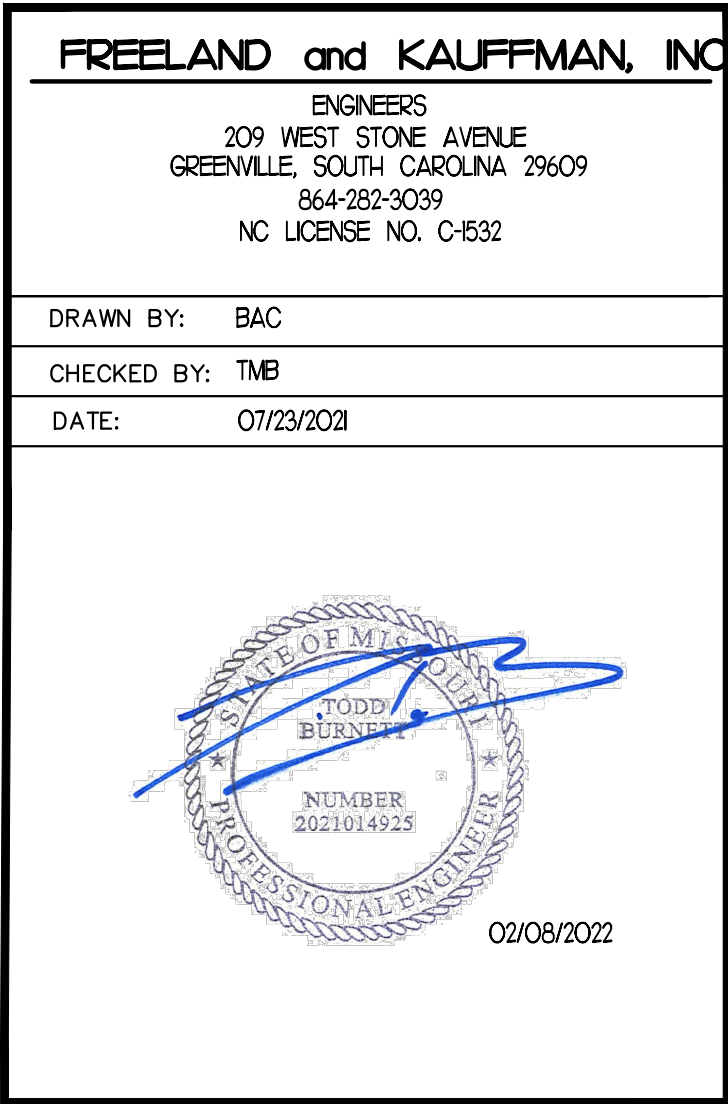 FREELAND and KAUFFMAN, INC
ENGINEERS
209 WEST STONE AVENUE
GREENVILLE, SOUTH CAROLINA 29609
864-282-3039
NC LICENSE NO. C-1532
DRAWN BY: BAC
CHECKED BY: TMB
DATE: 07/23/2021
STATE OF MISSOURI
TODD
BURNETT
NUMBER
2021014925
PROFESSIONAL ENGINEER
02/08/2022